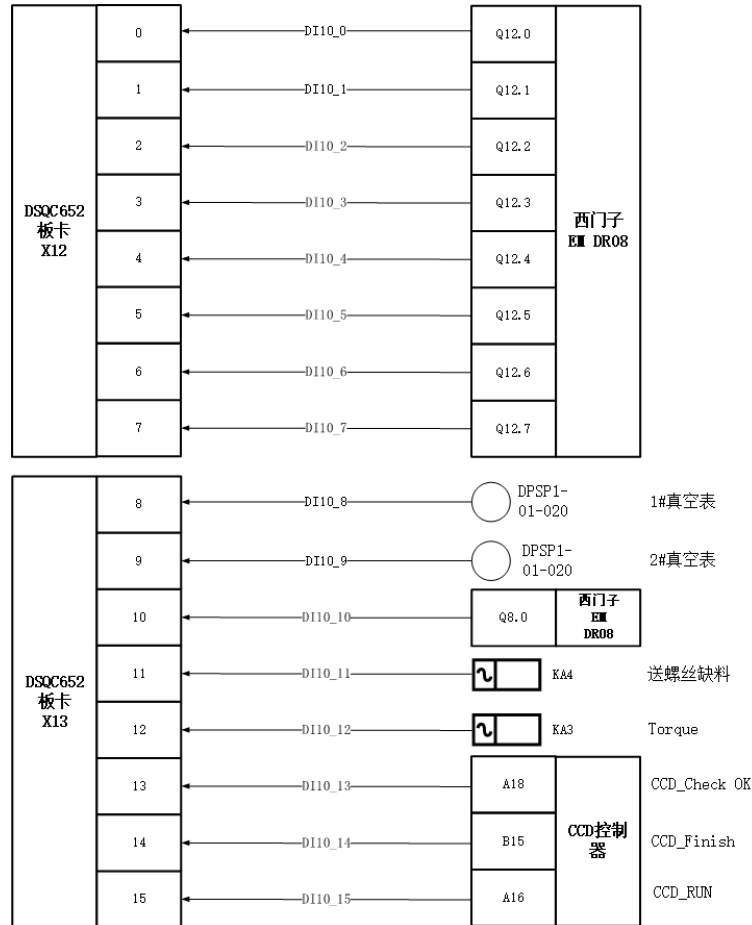 0
DI10_0
Q12.0
1
DI10_1
Q12.1
2
DI10_2
Q12.2
DSQC652
板卡
X12
3
DI10_3
Q12.3
西门子
EM DR08
4
DI10_4
Q12.4
5
DI10_5
Q12.5
6
DI10_6
Q12.6
7
DI10_7
Q12.7
8
DI10_8
DPSP1-
01-020
1#真空表
9
DI10_9
DPSP1-
01-020
2#真空表
10
DI10_10
Q8.0
西门子
EM
DR08
DSQC652
板卡
X13
11
DI10_11
KA4
送螺丝缺料
12
DI10_12
KA3
Torque
13
DI10_13
A18
CCD_Check OK
14
DI10_14
B15
CCD控制
器
CCD_Finish
15
DI10_15
A16
CCD_RUN